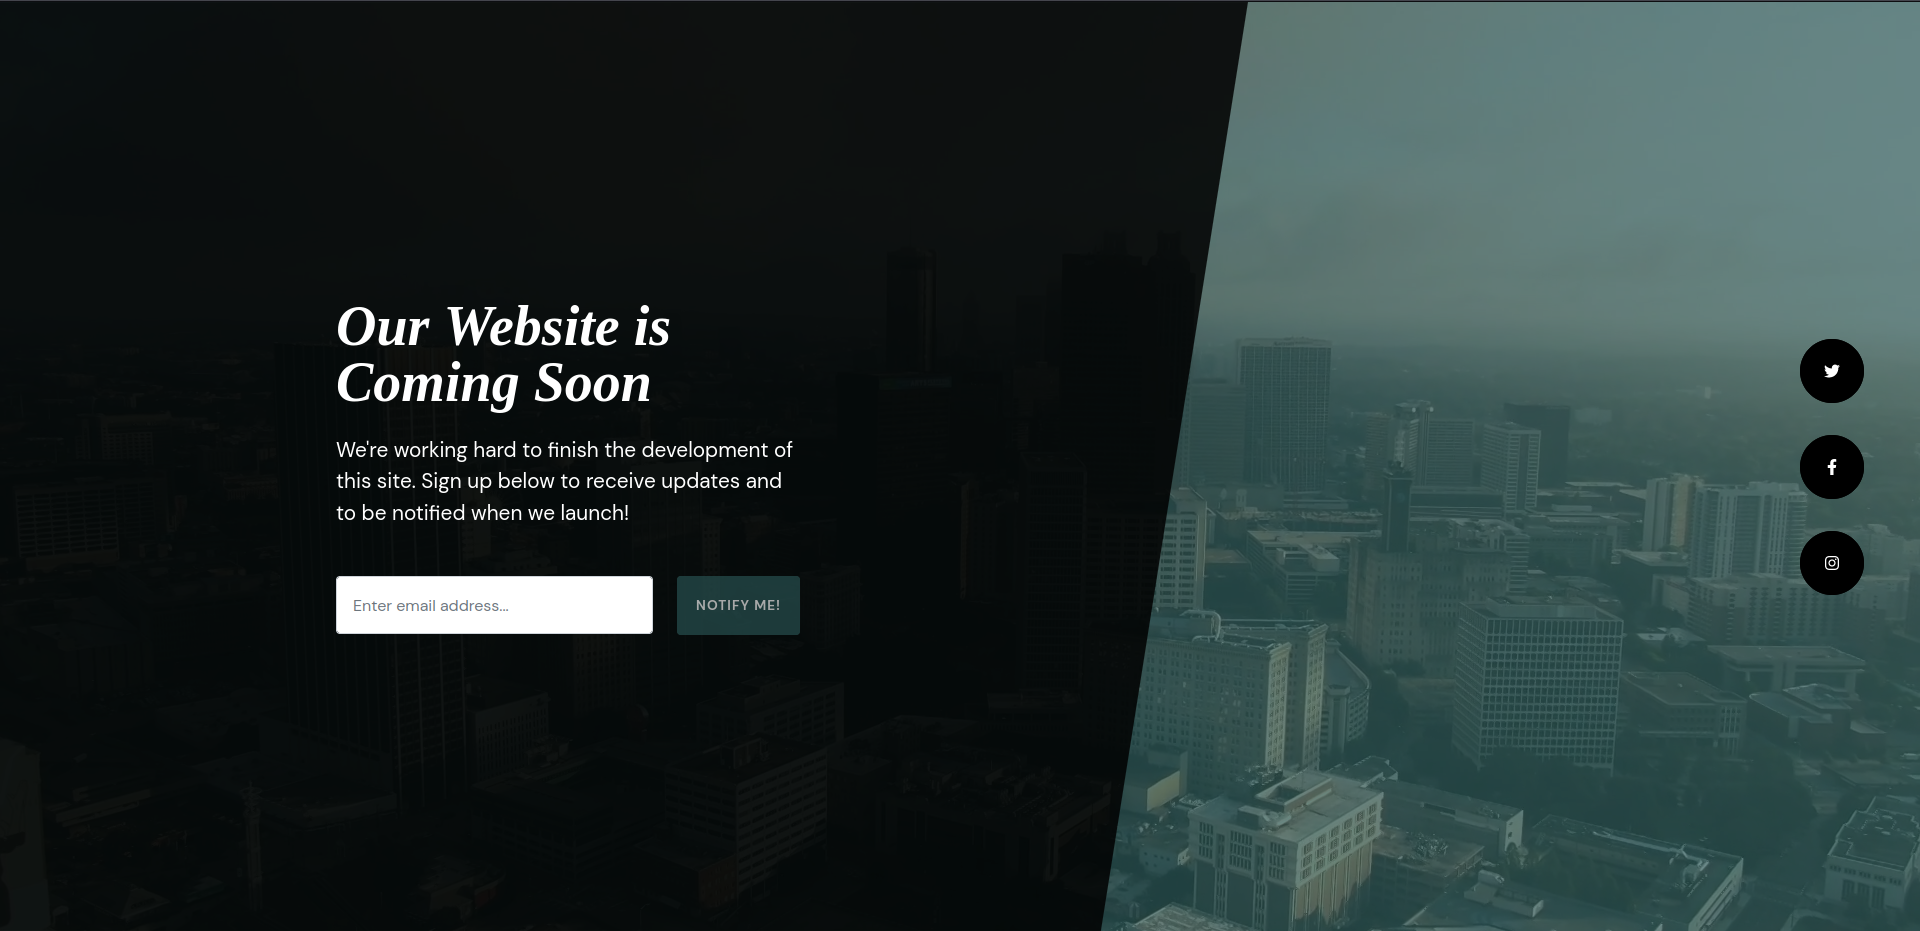 Our Website is
Coming Soon
We're working hard to finish the development of
this site. Sign up below to receive updates and
to be notified when we launch!
Enter email address...
NOTIFY ME!